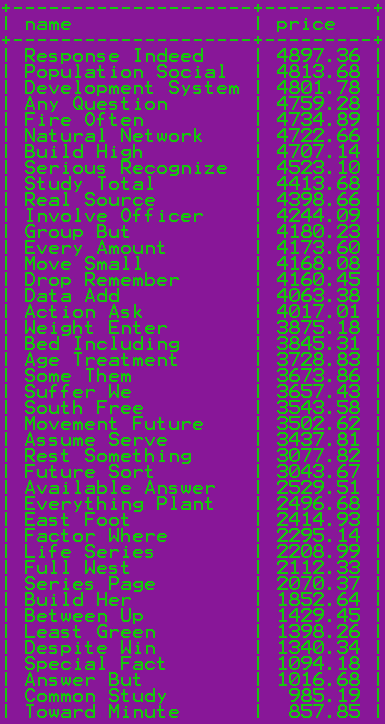 +---------------------+---------+
| name                | price   |
+---------------------+---------+
| Response Indeed     | 4897.36 |
| Population Social   | 4813.68 |
| Development System  | 4801.78 |
| Any Question        | 4759.28 |
| Fire Often          | 4734.89 |
| Natural Network     | 4722.66 |
| Build High          | 4707.14 |
| Serious Recognize   | 4523.10 |
| Study Total         | 4413.68 |
| Real Source         | 4398.66 |
| Involve Officer     | 4244.09 |
| Group But           | 4180.23 |
| Every Amount        | 4173.60 |
| Move Small          | 4168.08 |
| Drop Remember       | 4160.45 |
| Data Add            | 4063.38 |
| Action Ask          | 4017.01 |
| Weight Enter        | 3875.18 |
| Bed Including       | 3845.31 |
| Age Treatment       | 3728.83 |
| Some Them           | 3673.86 |
| Suffer We           | 3657.43 |
| South Free          | 3543.58 |
| Movement Future     | 3502.62 |
| Assume Serve        | 3437.81 |
| Rest Something      | 3077.82 |
| Future Sort         | 3043.67 |
| Available Answer    | 2529.51 |
| Everything Plant    | 2496.68 |
| East Foot           | 2414.93 |
| Factor Where        | 2295.14 |
| Life Series         | 2208.99 |
| Full West           | 2112.33 |
| Series Page         | 2070.37 |
| Build Her           | 1852.64 |
| Between Up          | 1429.45 |
| Least Green         | 1398.26 |
| Despite Win         | 1340.34 |
| Special Fact        | 1094.18 |
| Answer But          | 1016.68 |
| Common Study        |  985.19 |
| Toward Minute       |  857.85 |